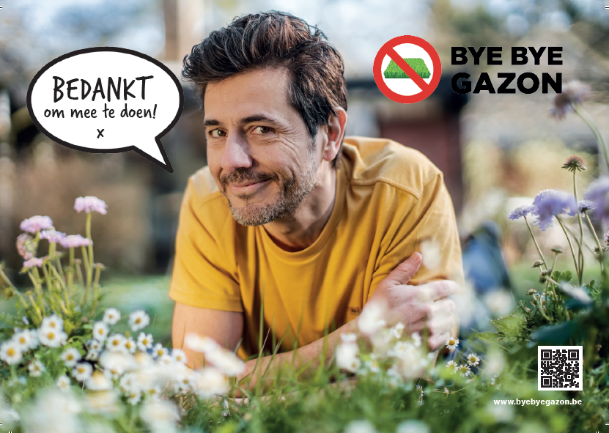 BEDANKT
om mee te doen!
x
BYE BYE
GAZON
www.byebyegazon.be